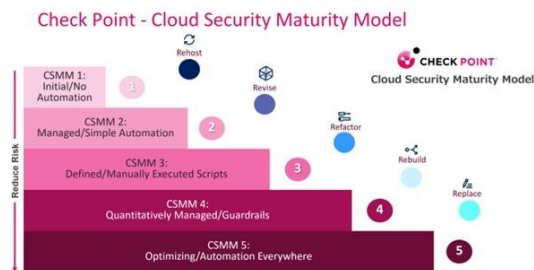 Check Point - Cloud Security Maturity Model
CHECK POINT
Cloud Security Maturity Model
Rehost
Revise
Refactor
Rebuild
Replace
Reduce Risk
CSMM 1:
Initial/No
Automation
1
CSMM 2:
Managed/Simple Automation
2
CSMM 3:
Defined/Manually Executed Scripts
3
CSMM 4:
Quantitatively Managed/Guardrails
4
CSMM 5:
Optimizing/Automation Everywhere
5